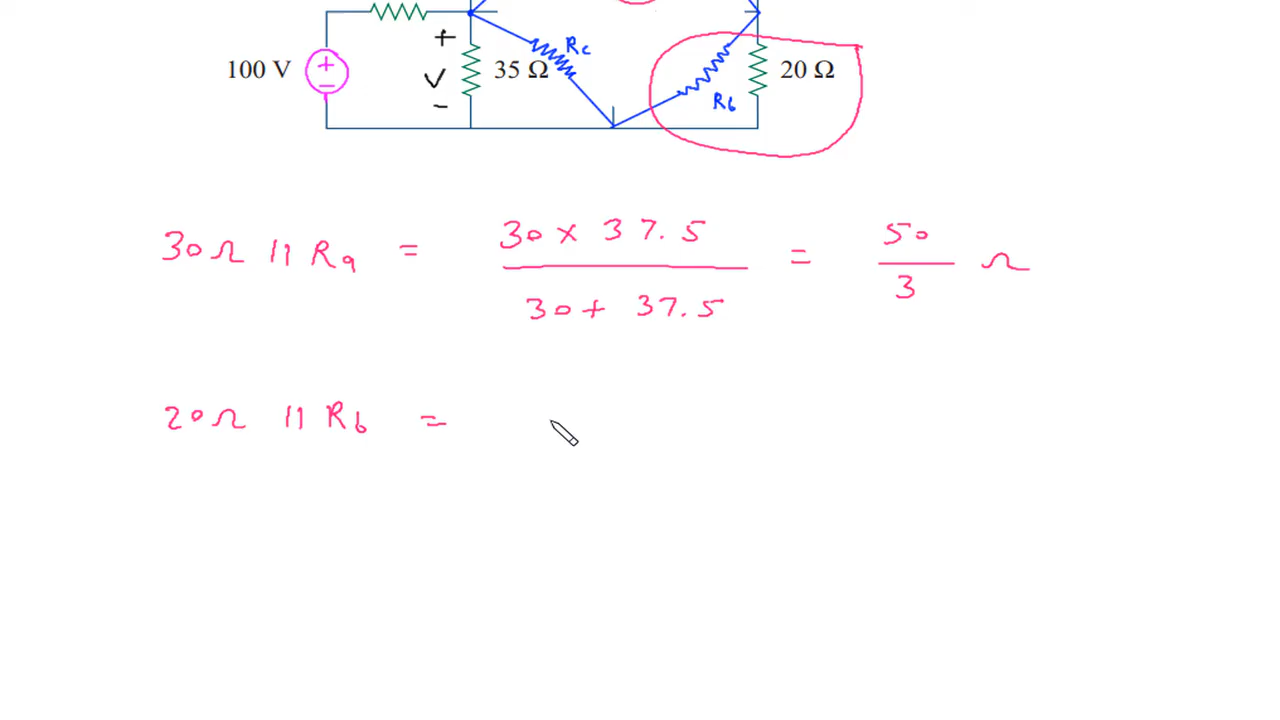 +
Rc
100 V + V 35 Ω 20 Ω
− −
Rb
30Ω || Ra = 30 × 37.5 / 30 + 37.5 = 50 / 3 Ω
20Ω || Rb =